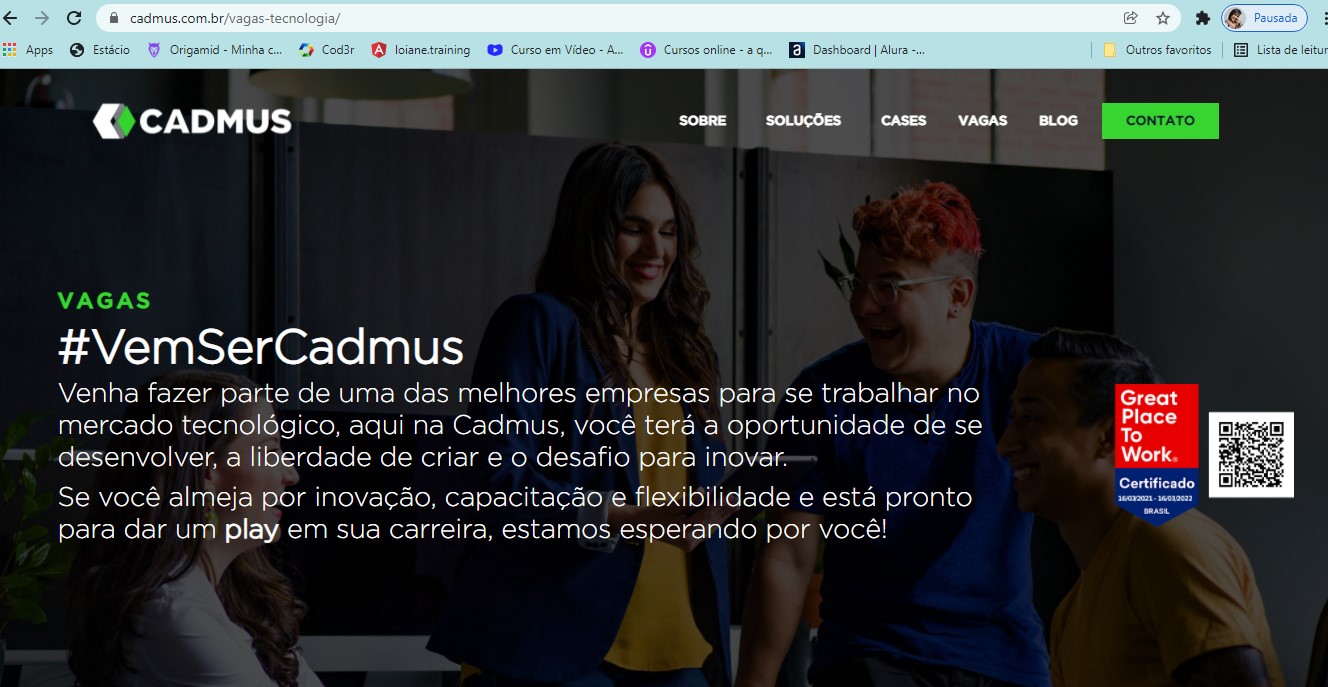 cadmus.com.br/vagas-tecnologia/
Pausada
Apps
Estácio
Origamid - Minha c...
Cod3r
loiane.training
Curso em Vídeo - A...
Cursos online - a q...
Dashboard | Alura -...
Outros favoritos
Lista de leitur
CADMUS
SOBRE
SOLUÇÕES
CASES
VAGAS
BLOG
CONTATO
VAGAS
#VemSerCadmus
Venha fazer parte de uma das melhores empresas para se trabalhar no
mercado tecnológico, aqui na Cadmus, você terá a oportunidade de se
desenvolver, a liberdade de criar e o desafio para inovar.
Se você almeja por inovação, capacitação e flexibilidade e está pronto
para dar um play em sua carreira, estamos esperando por você!
Great
Place
To
Work®
Certificado
16/03/2021 - 16/03/2022
BRASIL